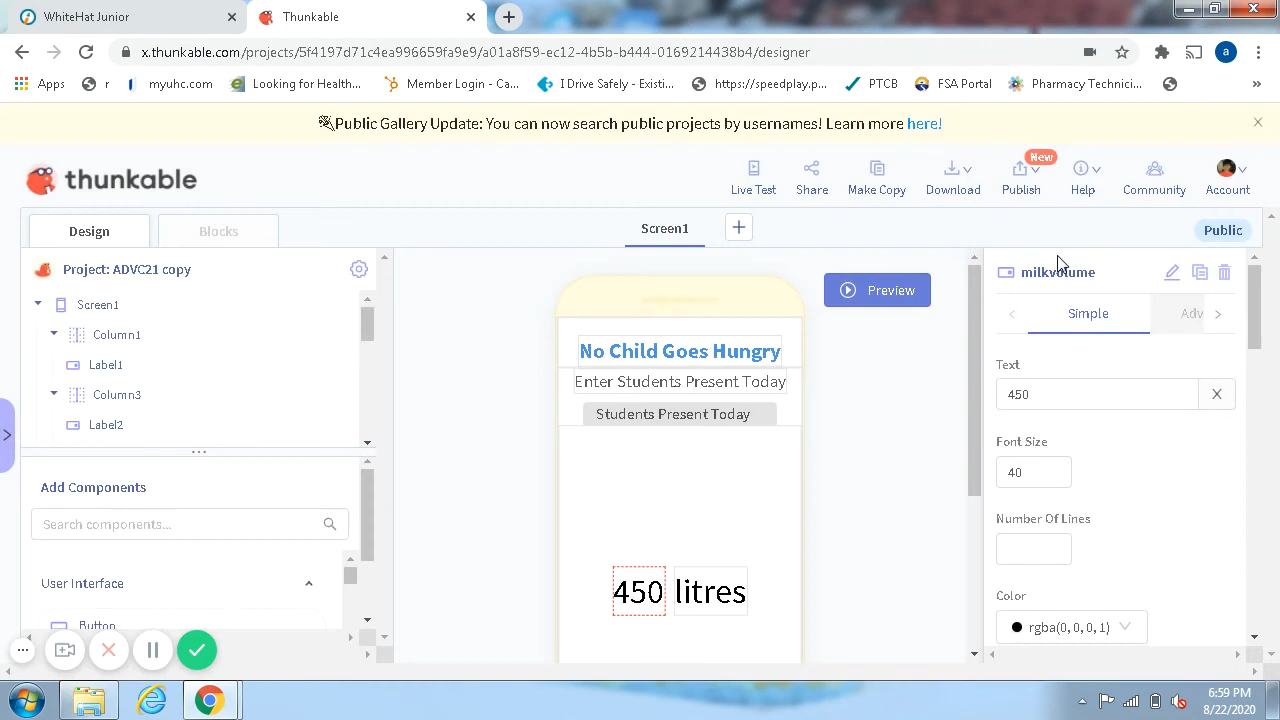 WhiteHat Junior
Thunkable
x.thunkable.com/projects/5f4197d71c4ea996659fa9e9/a01a8f59-ec12-4b5b-b444-0169214438b4/designer
a
Apps r myuhc.com Looking for Health... Member Login - Ca... I Drive Safely - Existi... https://speedplay.p... PTCB FSA Portal Pharmacy Technici... »
Public Gallery Update: You can now search public projects by usernames! Learn more here!
thunkable
New
Live Test Share Make Copy Download Publish Help Community Account
Design Blocks Screen1 + Public
Project: ADVC21 copy
Screen1
Column1
Label1
Column3
Label2
Add Components
Search components...
User Interface
Button
Preview
No Child Goes Hungry
Enter Students Present Today
Students Present Today
450 litres
milkvolume
Simple Adv
Text
450 X
Font Size
40
Number Of Lines
Color
rgba(0, 0, 0, 1)
6:59 PM
8/22/2020